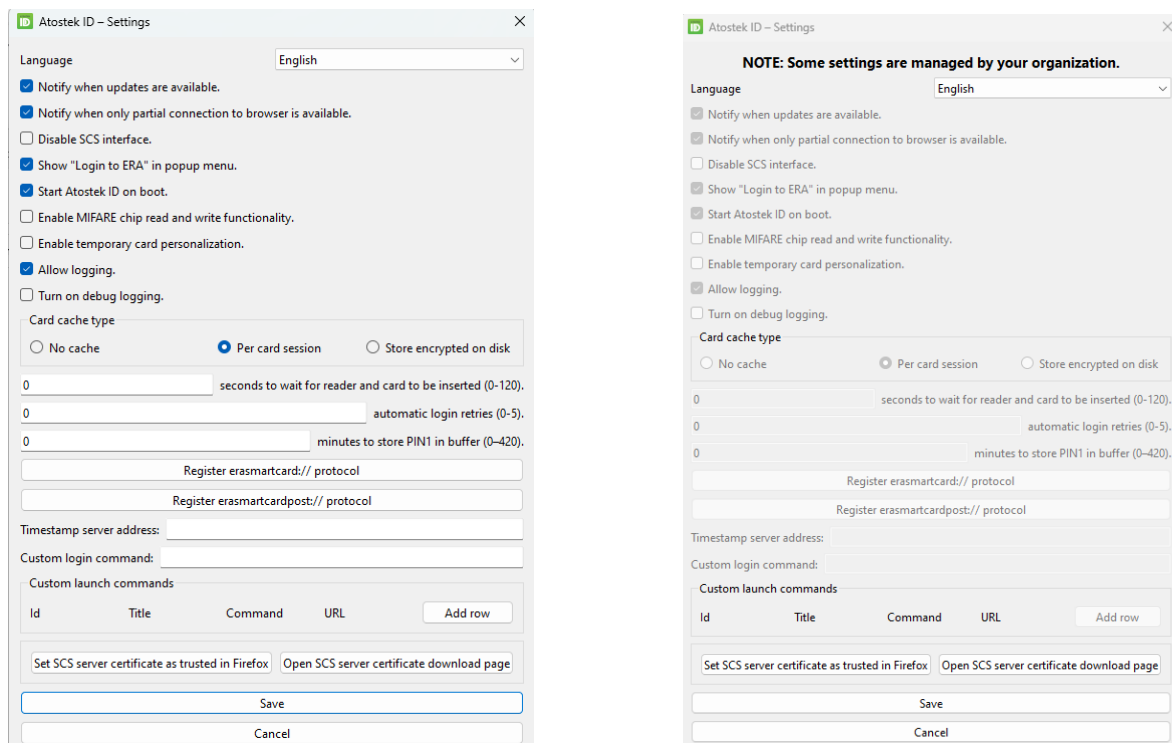 ID Atostek ID – Settings
Language English
Notify when updates are available.
Notify when only partial connection to browser is available.
Disable SCS interface.
Show "Login to ERA" in popup menu.
Start Atostek ID on boot.
Enable MIFARE chip read and write functionality.
Enable temporary card personalization.
Allow logging.
Turn on debug logging.
Card cache type
No cache Per card session Store encrypted on disk
0 seconds to wait for reader and card to be inserted (0-120).
0 automatic login retries (0-5).
0 minutes to store PIN1 in buffer (0–420).
Register erasmartcard:// protocol
Register erasmartcardpost:// protocol
Timestamp server address:
Custom login command:
Custom launch commands
Id Title Command URL Add row
Set SCS server certificate as trusted in Firefox Open SCS server certificate download page
Save
Cancel
ID Atostek ID – Settings
NOTE: Some settings are managed by your organization.
Language English
Notify when updates are available.
Notify when only partial connection to browser is available.
Disable SCS interface.
Show "Login to ERA" in popup menu.
Start Atostek ID on boot.
Enable MIFARE chip read and write functionality.
Enable temporary card personalization.
Allow logging.
Turn on debug logging.
Card cache type
No cache Per card session Store encrypted on disk
0 seconds to wait for reader and card to be inserted (0-120).
0 automatic login retries (0-5).
0 minutes to store PIN1 in buffer (0–420).
Register erasmartcard:// protocol
Register erasmartcardpost:// protocol
Timestamp server address:
Custom login command:
Custom launch commands
Id Title Command URL Add row
Set SCS server certificate as trusted in Firefox Open SCS server certificate download page
Save
Cancel